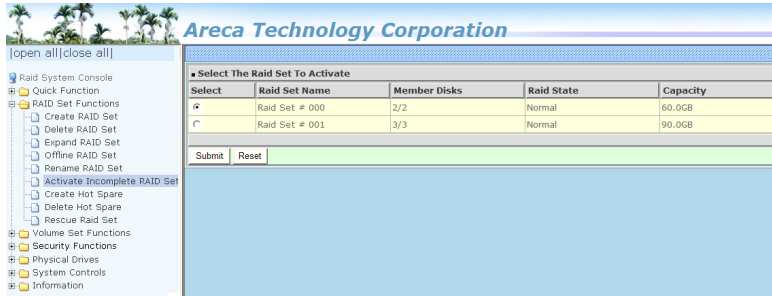 Areca Technology Corporation
|open all|close all|
Raid System Console
Quick Function
RAID Set Functions
Create RAID Set
Delete RAID Set
Expand RAID Set
Offline RAID Set
Rename RAID Set
Activate Incomplete RAID Set
Create Hot Spare
Delete Hot Spare
Rescue Raid Set
Volume Set Functions
Security Functions
Physical Drives
System Controls
Information
Select The Raid Set To Activate
Select Raid Set Name Member Disks Raid State Capacity
Raid Set # 000 2/2 Normal 60.0GB
Raid Set # 001 3/3 Normal 90.0GB
Submit Reset